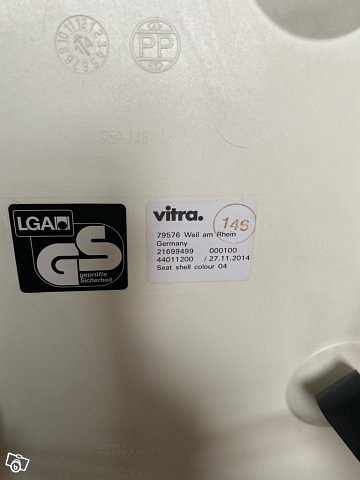 PP
LGA
GS
geprüfte
Sicherheit
vitra.
146
79576 Weil am Rhein
Germany
21699499 000100
44011200 / 27.11.2014
Seat shell colour 04